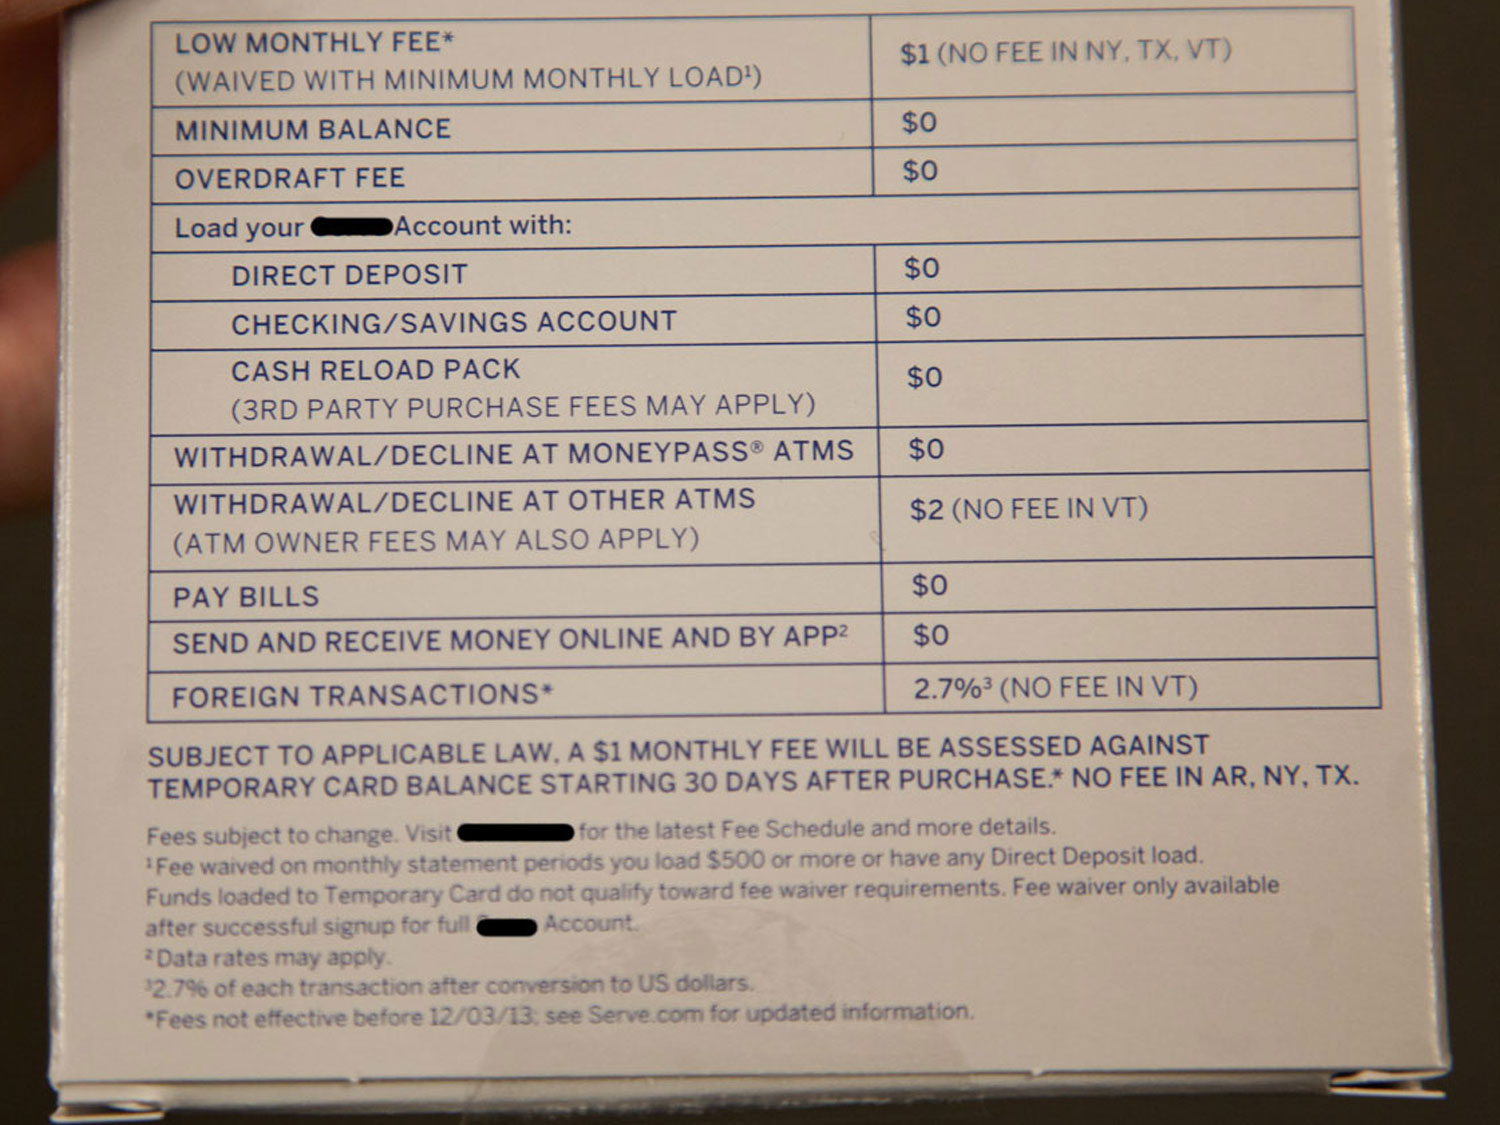 LOW MONTHLY FEE*
(WAIVED WITH MINIMUM MONTHLY LOAD¹)
$1 (NO FEE IN NY, TX, VT)
MINIMUM BALANCE $0
OVERDRAFT FEE $0
Load your Account with:
DIRECT DEPOSIT $0
CHECKING/SAVINGS ACCOUNT $0
CASH RELOAD PACK
(3RD PARTY PURCHASE FEES MAY APPLY)
$0
WITHDRAWAL/DECLINE AT MONEYPASS® ATMS $0
WITHDRAWAL/DECLINE AT OTHER ATMS
(ATM OWNER FEES MAY ALSO APPLY)
$2 (NO FEE IN VT)
PAY BILLS $0
SEND AND RECEIVE MONEY ONLINE AND BY APP² $0
FOREIGN TRANSACTIONS* 2.7%³ (NO FEE IN VT)
SUBJECT TO APPLICABLE LAW, A $1 MONTHLY FEE WILL BE ASSESSED AGAINST
TEMPORARY CARD BALANCE STARTING 30 DAYS AFTER PURCHASE.* NO FEE IN AR, NY, TX.
Fees subject to change. Visit for the latest Fee Schedule and more details.
¹Fee waived on monthly statement periods you load $500 or more or have any Direct Deposit load.
Funds loaded to Temporary Card do not qualify toward fee waiver requirements. Fee waiver only available
after successful signup for full Account.
²Data rates may apply.
³2.7% of each transaction after conversion to US dollars.
*Fees not effective before 12/03/13; see Serve.com for updated information.